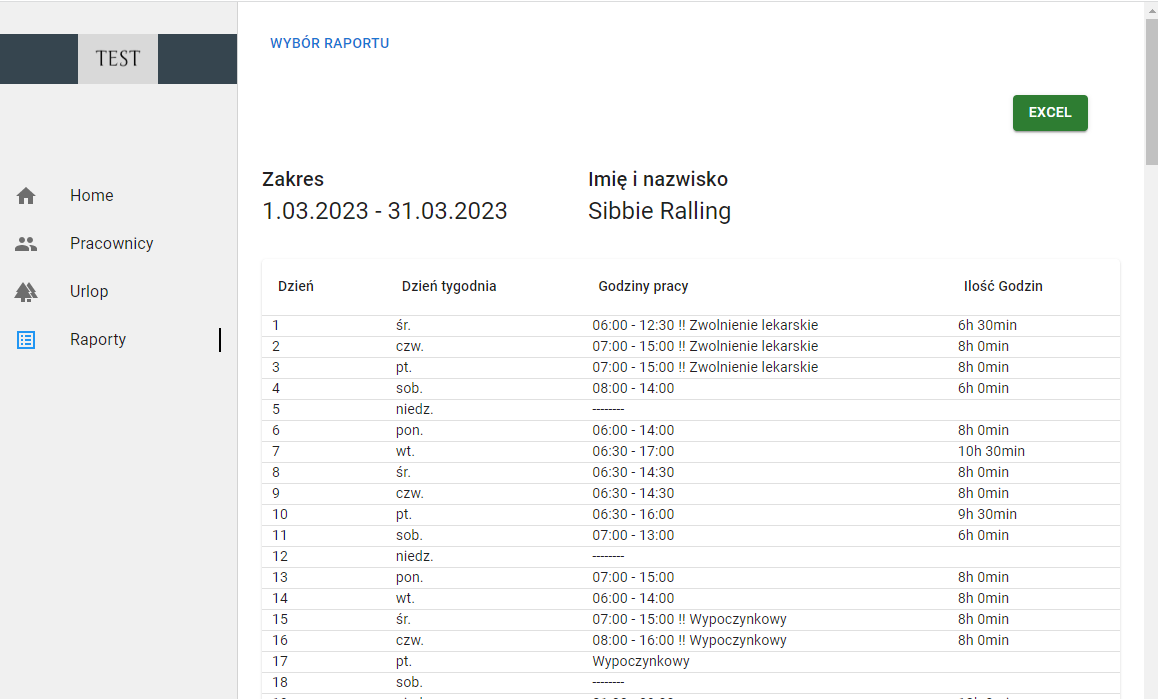 TEST
WYBÓR RAPORTU
EXCEL
Home
Pracownicy
Urlop
Raporty
Zakres Imię i nazwisko
1.03.2023 - 31.03.2023 Sibbie Ralling
Dzień Dzień tygodnia Godziny pracy Ilość Godzin
1 śr. 06:00 - 12:30 !! Zwolnienie lekarskie 6h 30min
2 czw. 07:00 - 15:00 !! Zwolnienie lekarskie 8h 0min
3 pt. 07:00 - 15:00 !! Zwolnienie lekarskie 8h 0min
4 sob. 08:00 - 14:00 6h 0min
5 niedz. --------
6 pon. 06:00 - 14:00 8h 0min
7 wt. 06:30 - 17:00 10h 30min
8 śr. 06:30 - 14:30 8h 0min
9 czw. 06:30 - 14:30 8h 0min
10 pt. 06:30 - 16:00 9h 30min
11 sob. 07:00 - 13:00 6h 0min
12 niedz. --------
13 pon. 07:00 - 15:00 8h 0min
14 wt. 06:00 - 14:00 8h 0min
15 śr. 07:00 - 15:00 !! Wypoczynkowy 8h 0min
16 czw. 08:00 - 16:00 !! Wypoczynkowy 8h 0min
17 pt. Wypoczynkowy
18 sob. --------